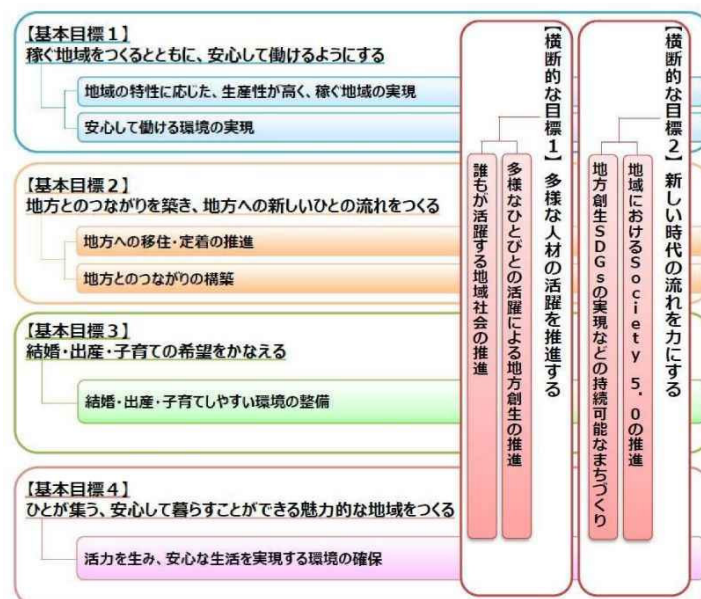 【基本目標1】
稼ぐ地域をつくるとともに、安心して働けるようにする
地域の特性に応じた、生産性が高く、稼ぐ地域の実現
安心して働ける環境の実現
【基本目標2】
地方とのつながりを築き、地方への新しいひとの流れをつくる
地方への移住・定着の推進
地方とのつながりの構築
【基本目標3】
結婚・出産・子育ての希望をかなえる
結婚・出産・子育てしやすい環境の整備
【基本目標4】
ひとが集う、安心して暮らすことができる魅力的な地域をつくる
活力を生み、安心な生活を実現する環境の確保
【横断的な目標1】多様な人材の活躍を推進する
多様なひとびとの活躍による地方創生の推進
誰もが活躍する地域社会の推進
【横断的な目標2】新しい時代の流れを力にする
地域におけるSociety 5.0の推進
地方創生SDGsの実現などの持続可能なまちづくり